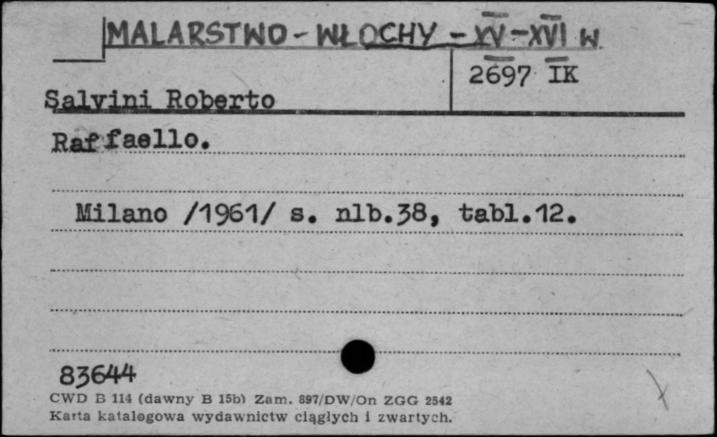 MALARSTWO - WŁOCHY - XV-XVI w.
2697 IK
Salvini Roberto
Raffaello.
Milano /1961/ s. nlb.38, tabl.12.
83644
CWD B 114 (dawny B 15b) Zam. 897/DW/On ZGG 2542
Karta katalogowa wydawnictw ciągłych i zwartych.